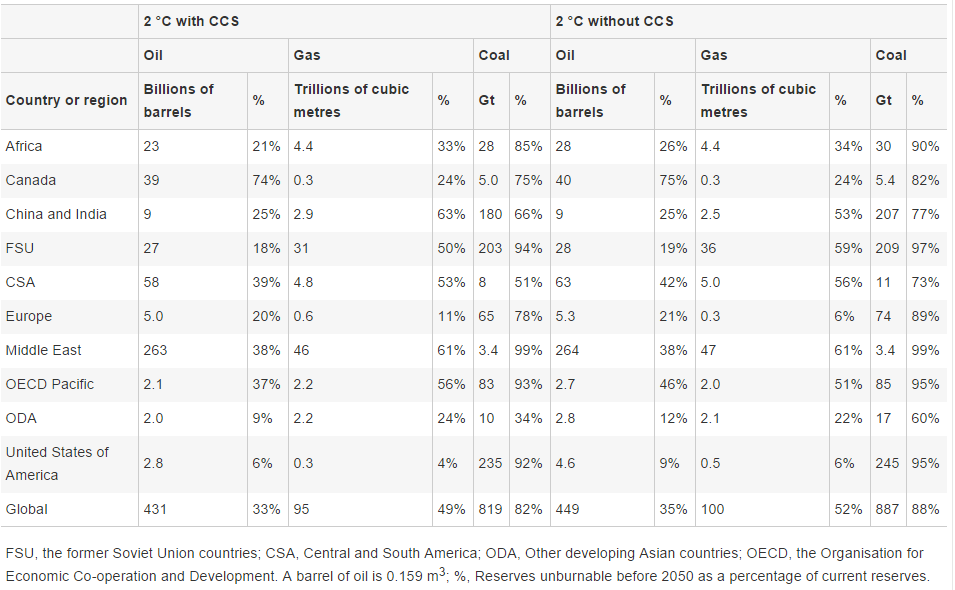 2 °C with CCS 2 °C without CCS
Oil Gas Coal Oil Gas Coal
Country or region Billions of barrels % Trillions of cubic metres % Gt % Billions of barrels % Trillions of cubic metres % Gt %
Africa 23 21% 4.4 33% 28 85% 28 26% 4.4 34% 30 90%
Canada 39 74% 0.3 24% 5.0 75% 40 75% 0.3 24% 5.4 82%
China and India 9 25% 2.9 63% 180 66% 9 25% 2.5 53% 207 77%
FSU 27 18% 31 50% 203 94% 28 19% 36 59% 209 97%
CSA 58 39% 4.8 53% 8 51% 63 42% 5.0 56% 11 73%
Europe 5.0 20% 0.6 11% 65 78% 5.3 21% 0.3 6% 74 89%
Middle East 263 38% 46 61% 3.4 99% 264 38% 47 61% 3.4 99%
OECD Pacific 2.1 37% 2.2 56% 83 93% 2.7 46% 2.0 51% 85 95%
ODA 2.0 9% 2.2 24% 10 34% 2.8 12% 2.1 22% 17 60%
United States of America 2.8 6% 0.3 4% 235 92% 4.6 9% 0.5 6% 245 95%
Global 431 33% 95 49% 819 82% 449 35% 100 52% 887 88%
FSU, the former Soviet Union countries; CSA, Central and South America; ODA, Other developing Asian countries; OECD, the Organisation for
Economic Co-operation and Development. A barrel of oil is 0.159 m³; %, Reserves unburnable before 2050 as a percentage of current reserves.